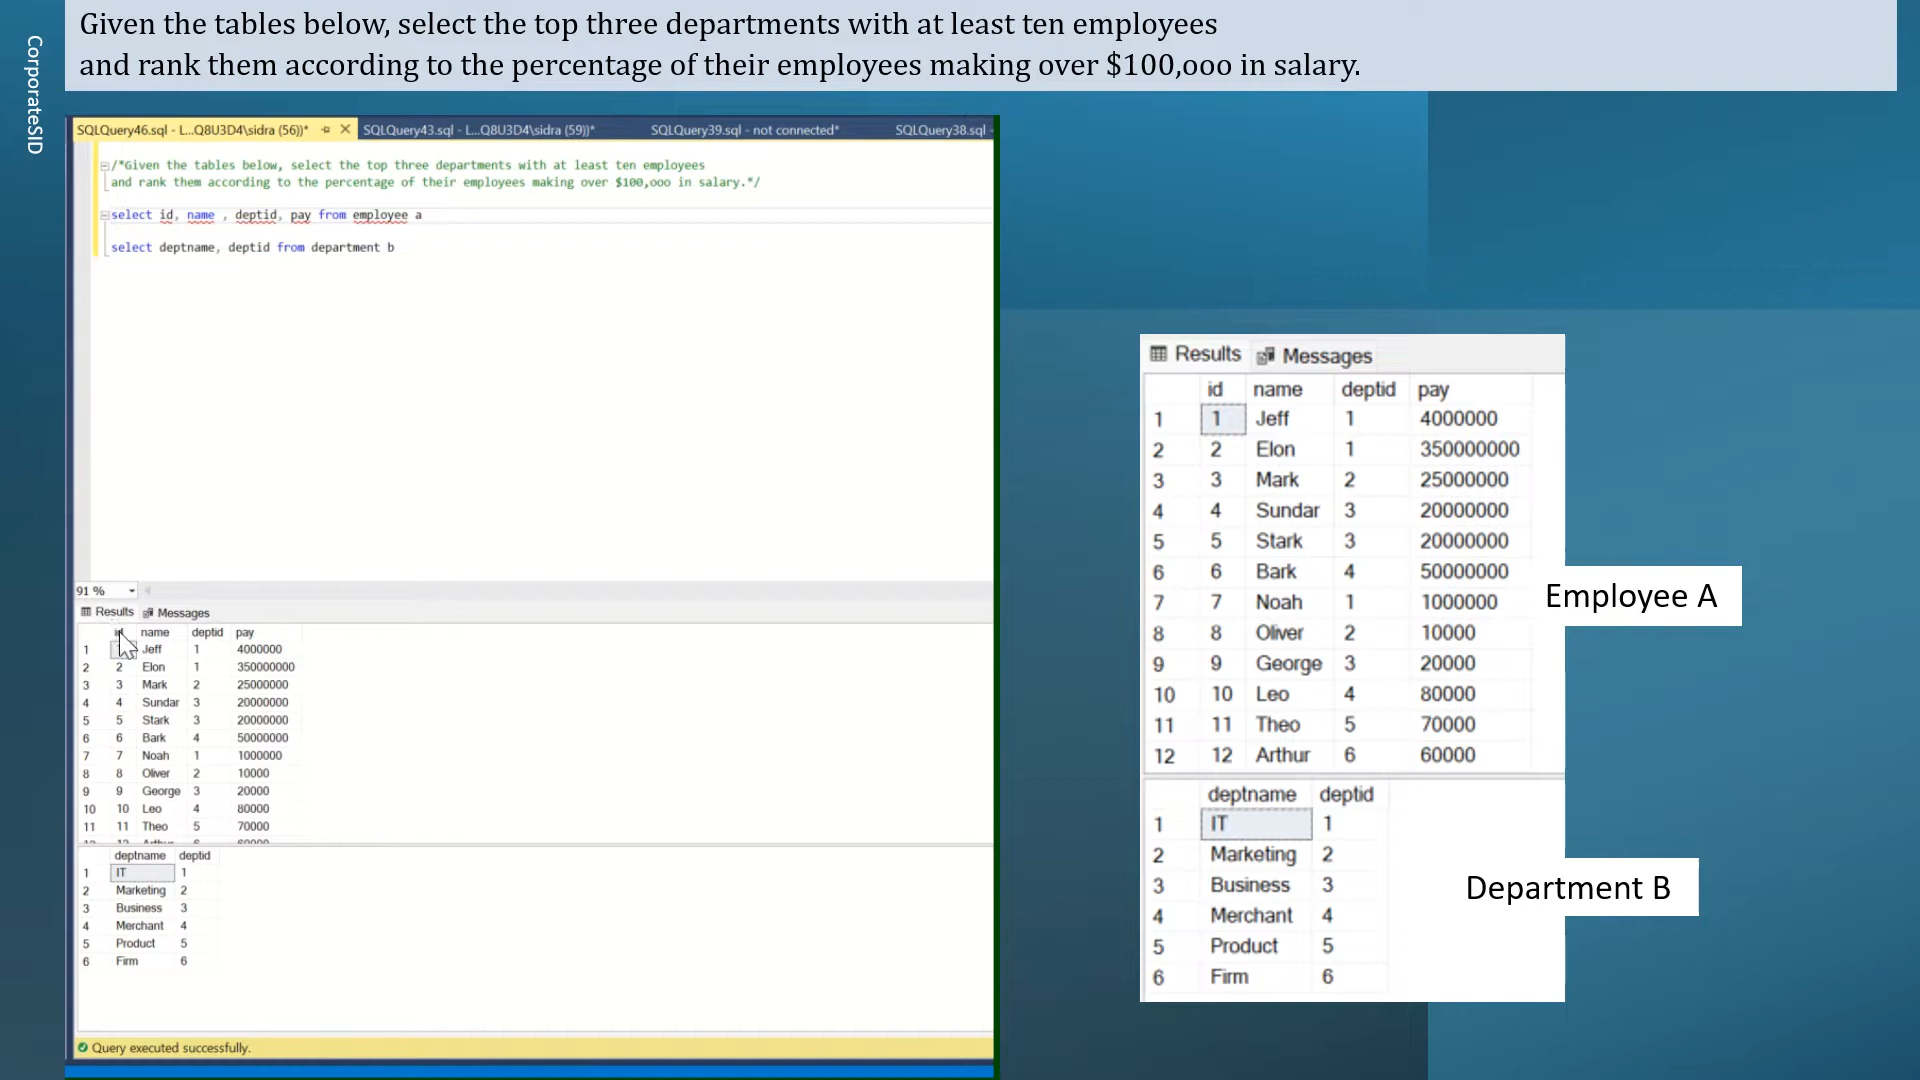 Given the tables below, select the top three departments with at least ten employees
and rank them according to the percentage of their employees making over $100,ooo in salary.
CorporateSID
SQLQuery46.sql - L...Q8U3D4\sidra (56))* SQLQuery43.sql - L...Q8U3D4\sidra (59))* SQLQuery39.sql - not connected* SQLQuery38.sql -
/*Given the tables below, select the top three departments with at least ten employees
and rank them according to the percentage of their employees making over $100,ooo in salary.*/
select id, name , deptid, pay from employee a
select deptname, deptid from department b
91 %
Results Messages
id name deptid pay
1 Jeff 1 4000000
2 2 Elon 1 350000000
3 3 Mark 2 25000000
4 4 Sundar 3 20000000
5 5 Stark 3 20000000
6 6 Bark 4 50000000
7 7 Noah 1 1000000
8 8 Oliver 2 10000
9 9 George 3 20000
10 10 Leo 4 80000
11 11 Theo 5 70000
12 12 Arthur 6 60000
deptname deptid
1 IT 1
2 Marketing 2
3 Business 3
4 Merchant 4
5 Product 5
6 Firm 6
Query executed successfully.
Results Messages
id name deptid pay
1 1 Jeff 1 4000000
2 2 Elon 1 350000000
3 3 Mark 2 25000000
4 4 Sundar 3 20000000
5 5 Stark 3 20000000
6 6 Bark 4 50000000
7 7 Noah 1 1000000
8 8 Oliver 2 10000
9 9 George 3 20000
10 10 Leo 4 80000
11 11 Theo 5 70000
12 12 Arthur 6 60000
Employee A
deptname deptid
1 IT 1
2 Marketing 2
3 Business 3
4 Merchant 4
5 Product 5
6 Firm 6
Department B